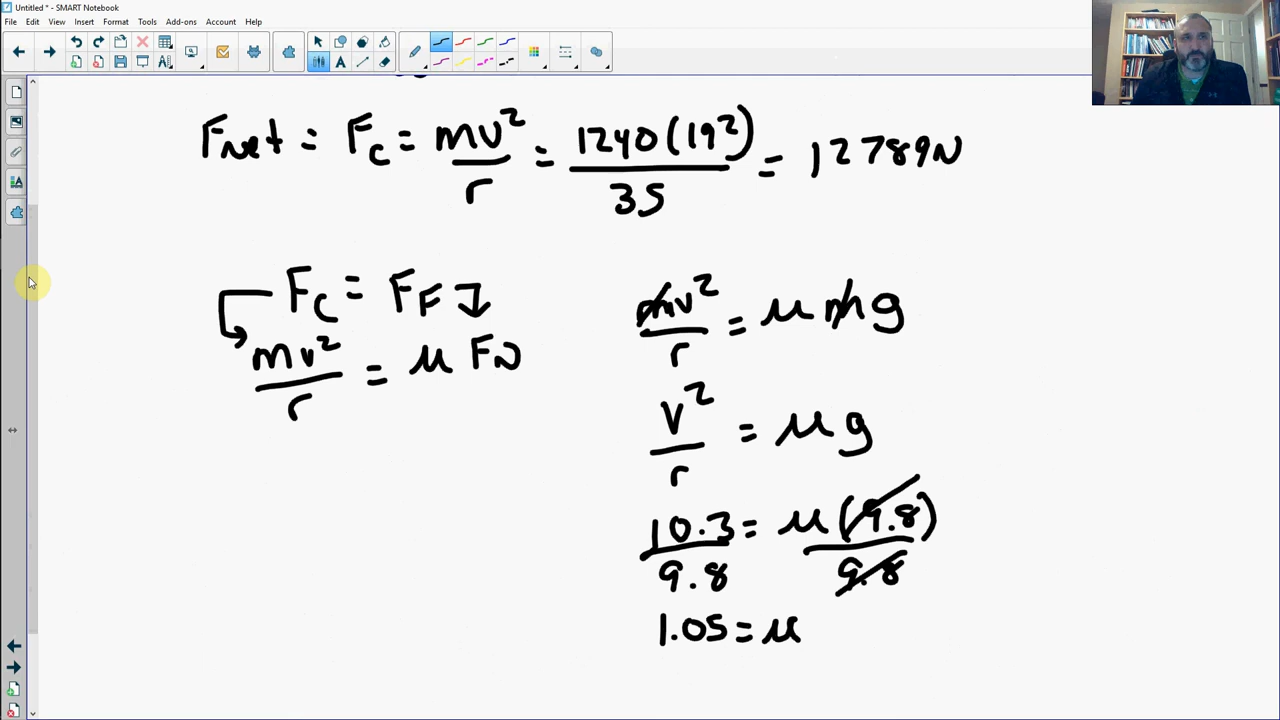 Untitled * - SMART Notebook
File Edit View Insert Format Tools Add-ons Account Help
Fnet = Fc = mv²/r = 1240(19²)/35 = 12789N
Fc = FF ↓
mv²/r = μ FN
mv²/r = μ mg
v²/r = μg
10.3/9.8 = μ(9.8)/9.8
1.05 = μ